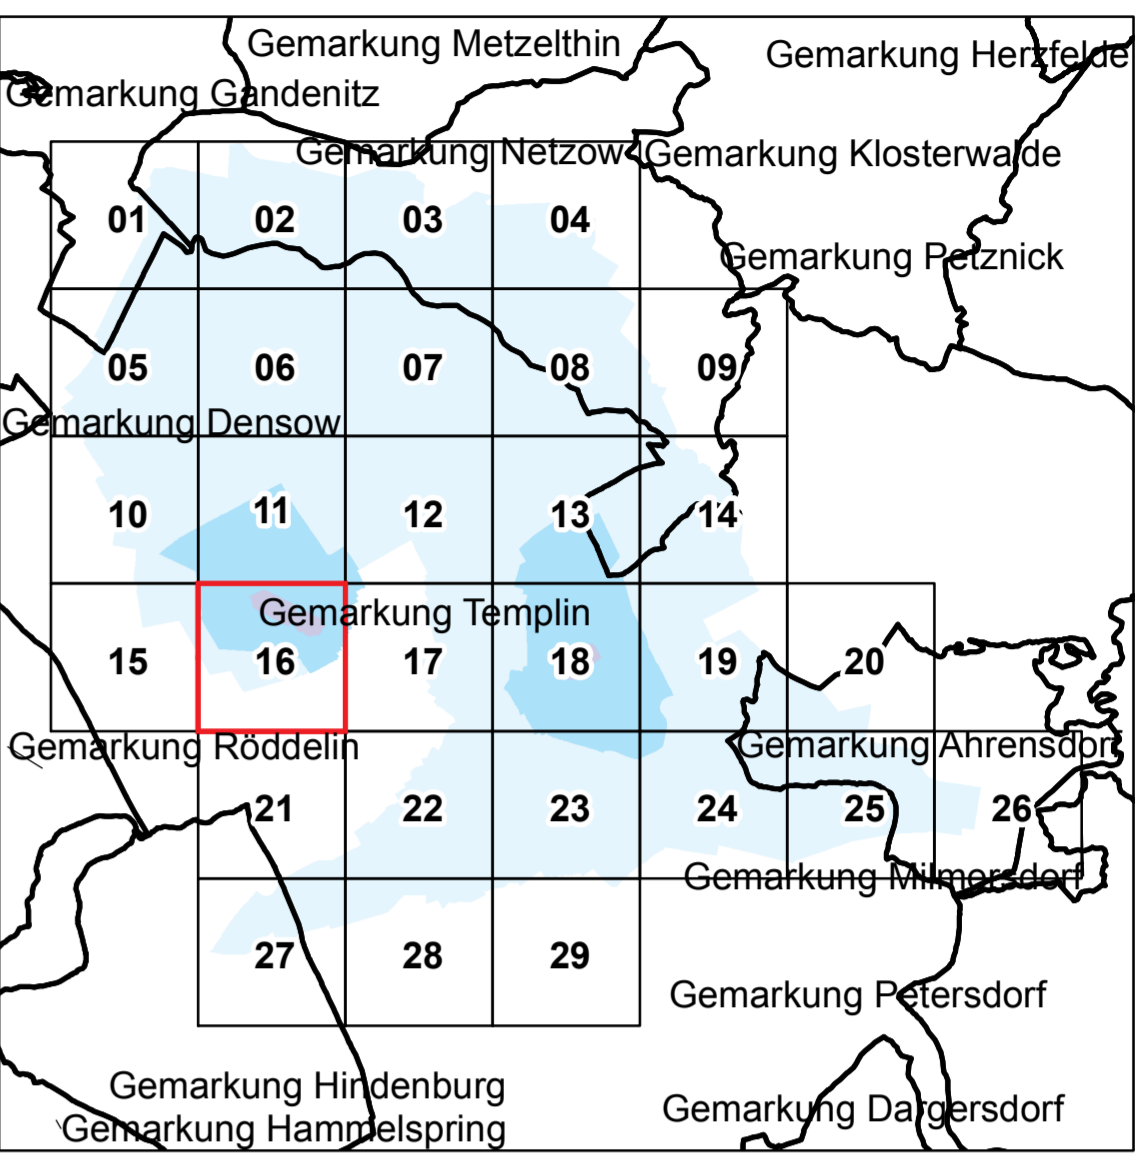 Gemarkung Metzelthin
Gemarkung Herzfelde
Gemarkung Gandenitz
Gemarkung Netzow
Gemarkung Klosterwalde
01
02
03
04
Gemarkung Petznick
05
06
07
08
09
Gemarkung Densow
10
11
12
13
14
Gemarkung Templin
15
16
17
18
19
20
Gemarkung Röddelin
Gemarkung Ahrensdorf
21
22
23
24
25
26
Gemarkung Milmersdorf
27
28
29
Gemarkung Petersdorf
Gemarkung Hindenburg
Gemarkung Dargersdorf
Gemarkung Hammelspring